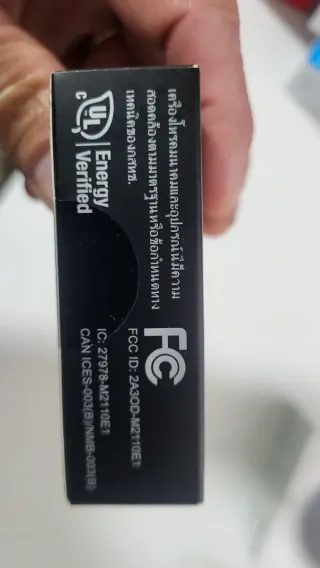 เครื่องโทรคมนาคมและอุปกรณ์นี้มีความ
สอดคล้องตามมาตรฐานหรือข้อกำหนดทาง
เทคนิคของกสทช.
c UL Energy
Verified
FC
FCC ID: 2A3OD-M2110E1
IC: 27978-M2110E1
CAN ICES-003(B)/NMB-003(B)